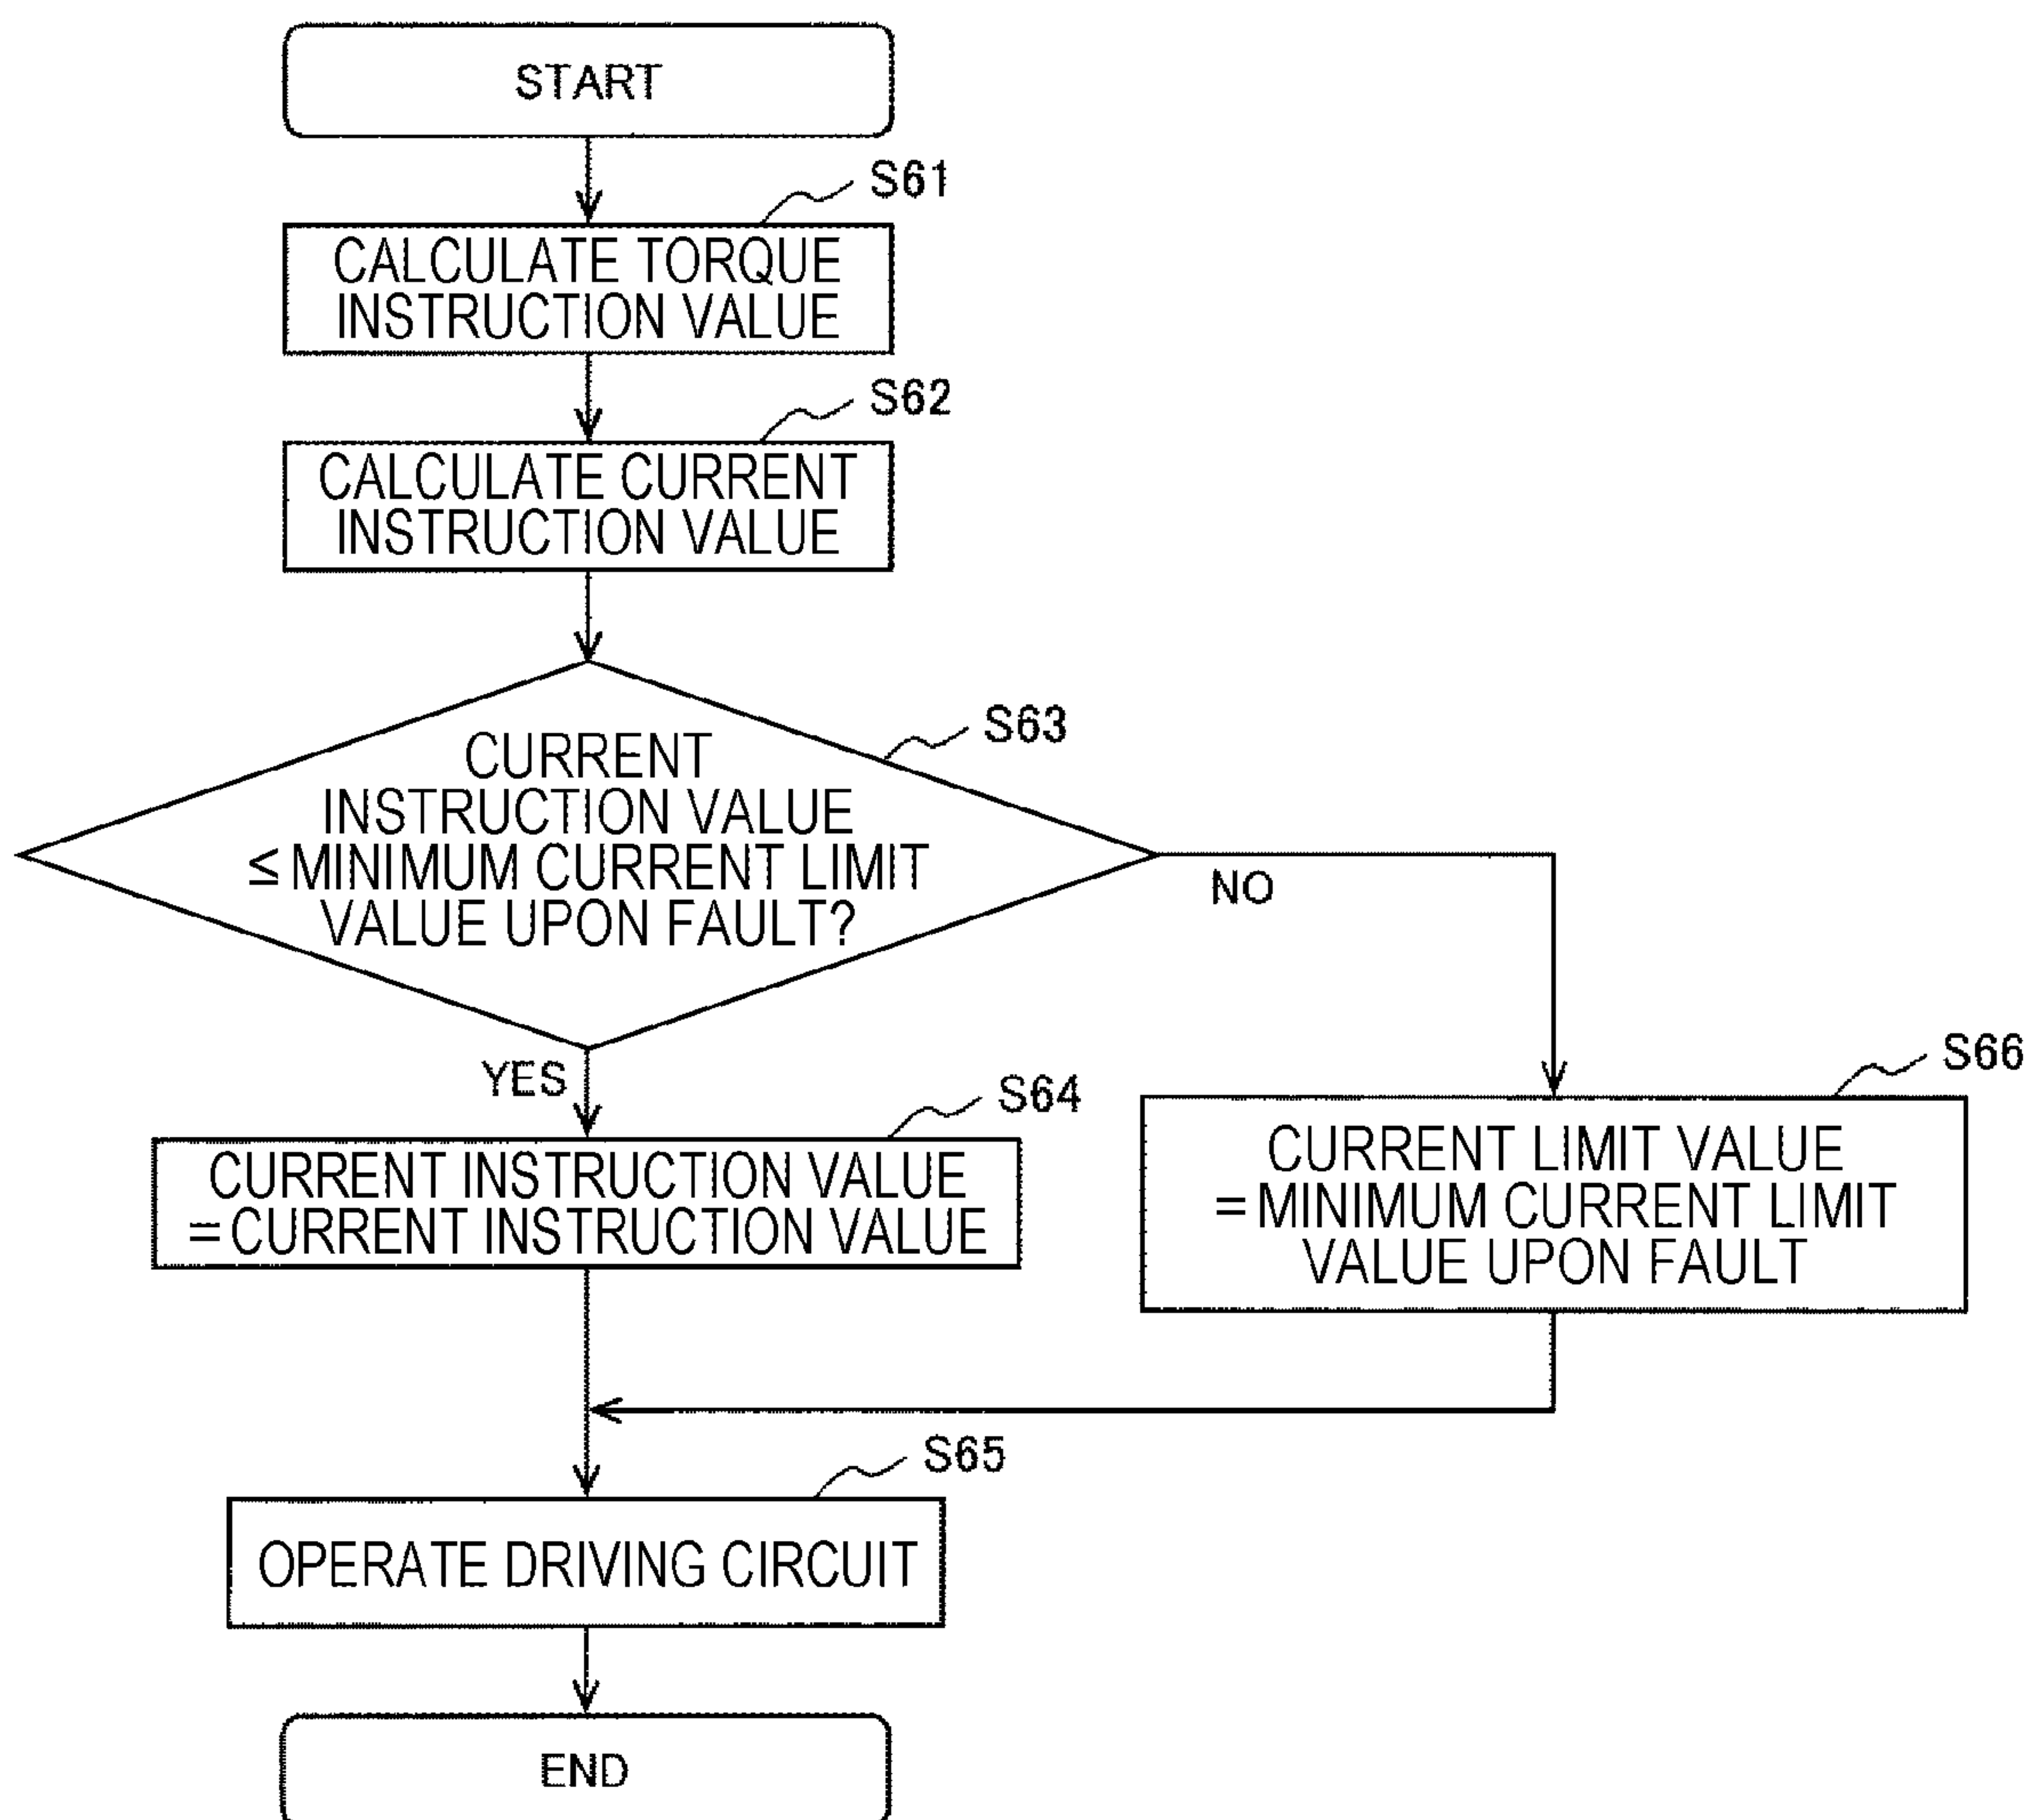 START
S61
CALCULATE TORQUE
INSTRUCTION VALUE
S62
CALCULATE CURRENT
INSTRUCTION VALUE
S63
CURRENT
INSTRUCTION VALUE
≤ MINIMUM CURRENT LIMIT
VALUE UPON FAULT?
NO
YES
S64
CURRENT INSTRUCTION VALUE
= CURRENT INSTRUCTION VALUE
S66
CURRENT LIMIT VALUE
= MINIMUM CURRENT LIMIT
VALUE UPON FAULT
S65
OPERATE DRIVING CIRCUIT
END